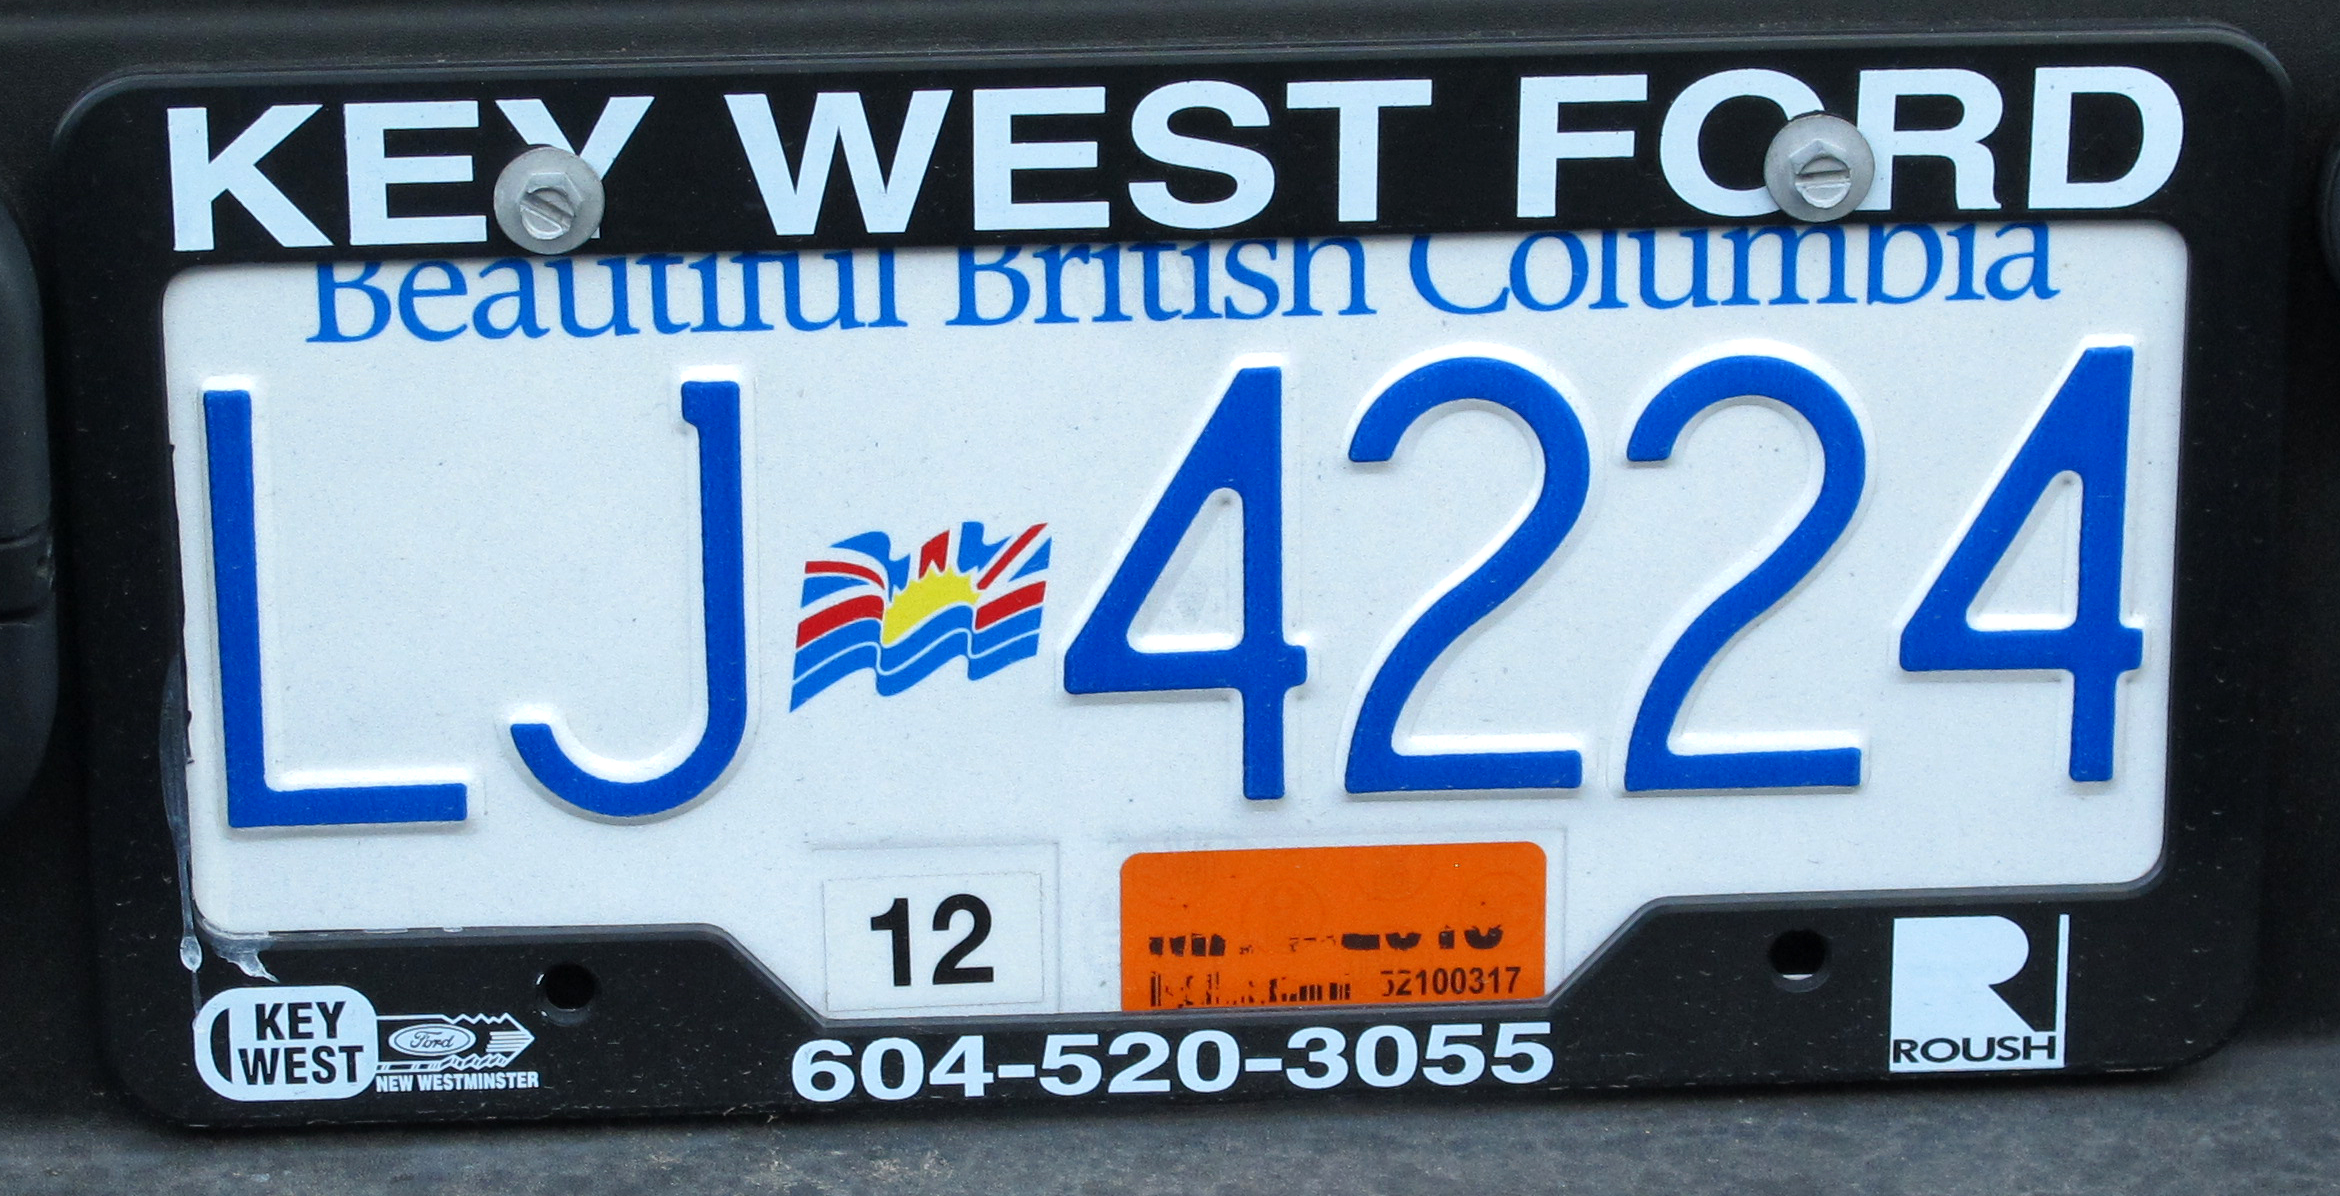 KEY WEST FORD
Beautiful British Columbia
LJ 4224
12
52100317
KEY
WEST
Ford
NEW WESTMINSTER
604-520-3055
ROUSH